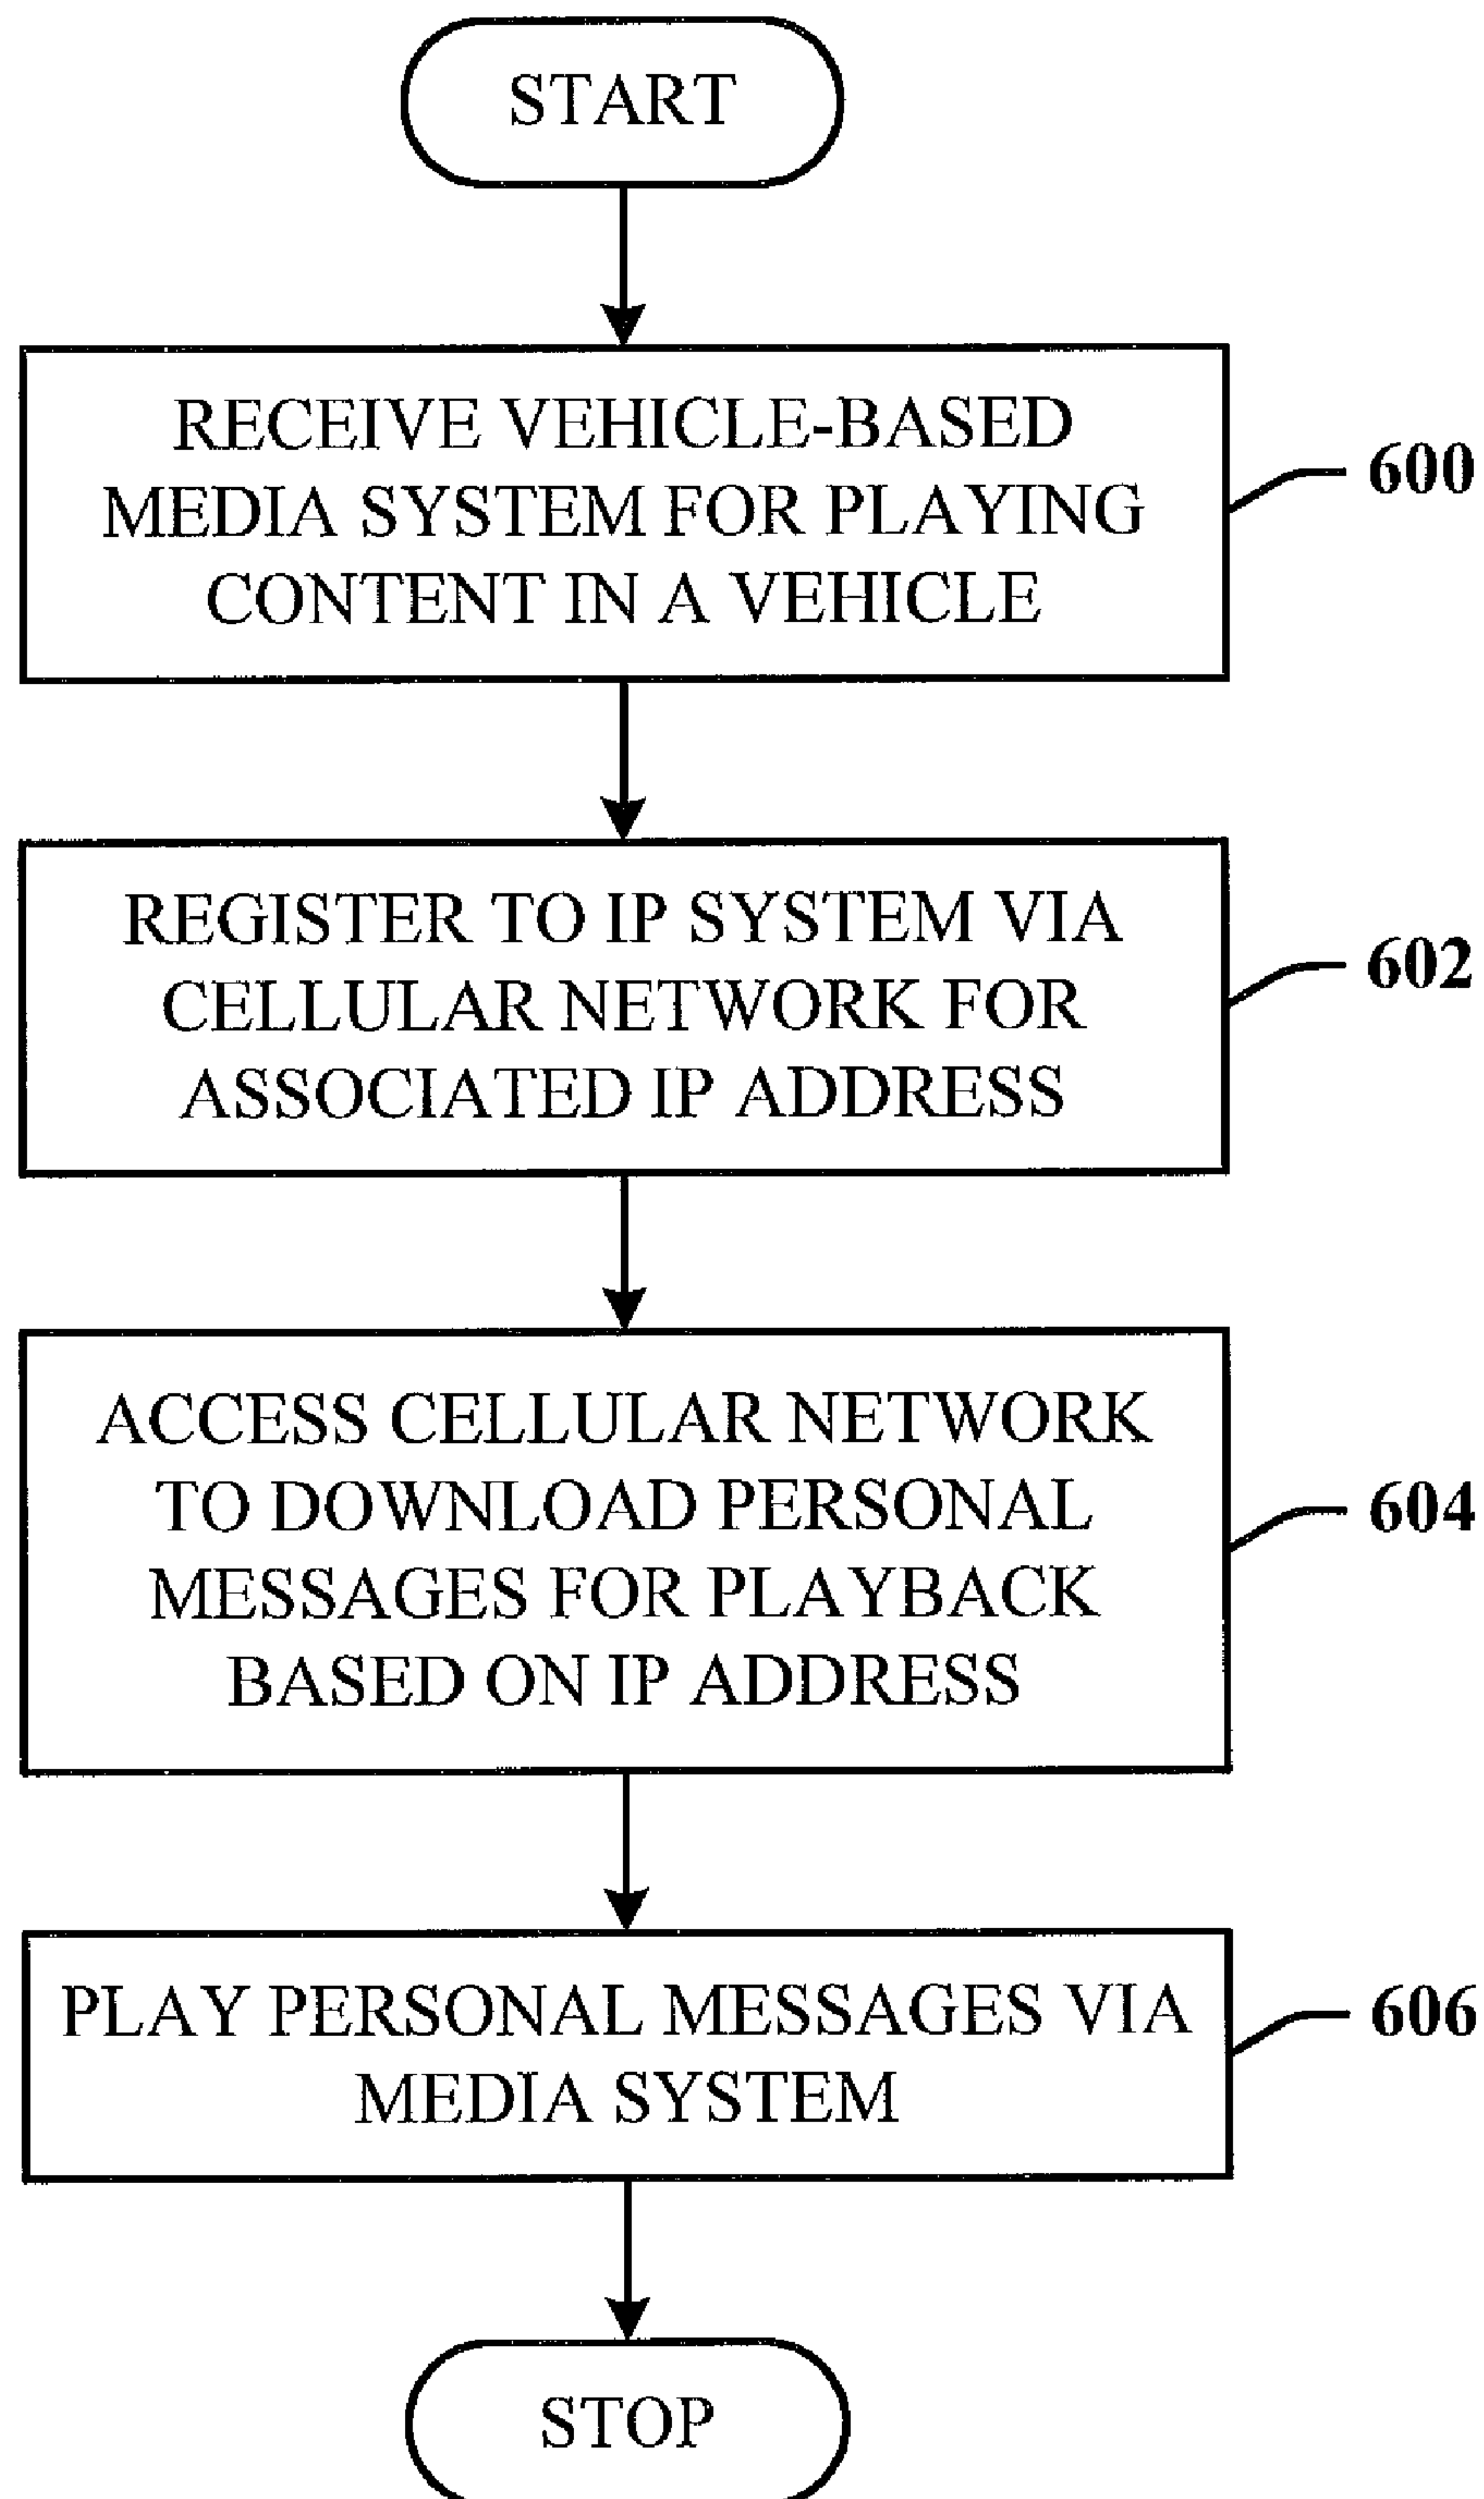 START
RECEIVE VEHICLE-BASED
MEDIA SYSTEM FOR PLAYING
CONTENT IN A VEHICLE
600
REGISTER TO IP SYSTEM VIA
CELLULAR NETWORK FOR
ASSOCIATED IP ADDRESS
602
ACCESS CELLULAR NETWORK
TO DOWNLOAD PERSONAL
MESSAGES FOR PLAYBACK
BASED ON IP ADDRESS
604
PLAY PERSONAL MESSAGES VIA
MEDIA SYSTEM
606
STOP